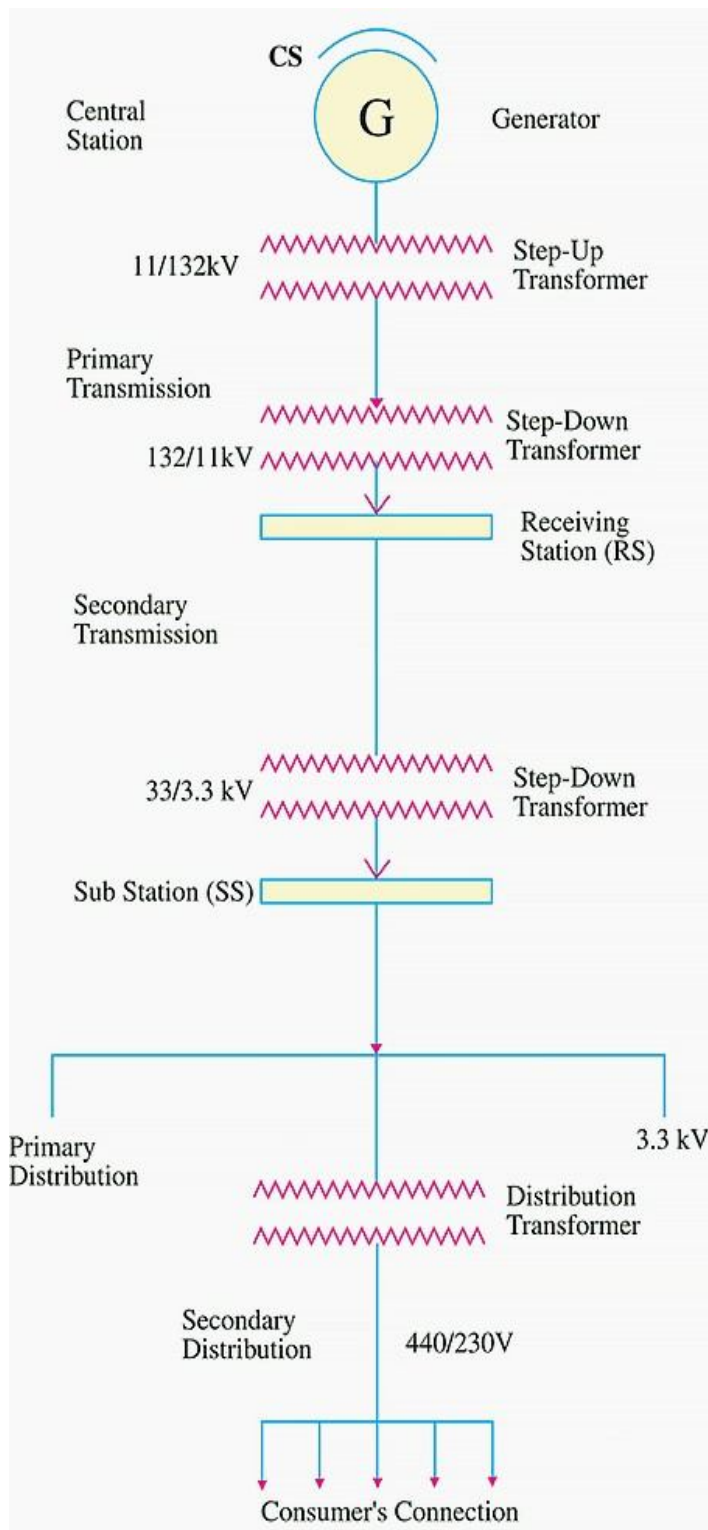 CS
G
Central
Station
Generator
11/132kV
Step-Up
Transformer
Primary
Transmission
Step-Down
Transformer
132/11kV
Receiving
Station (RS)
Secondary
Transmission
33/3.3 kV
Step-Down
Transformer
Sub Station (SS)
Primary
Distribution
3.3 kV
Distribution
Transformer
Secondary
Distribution
440/230V
Consumer's Connection